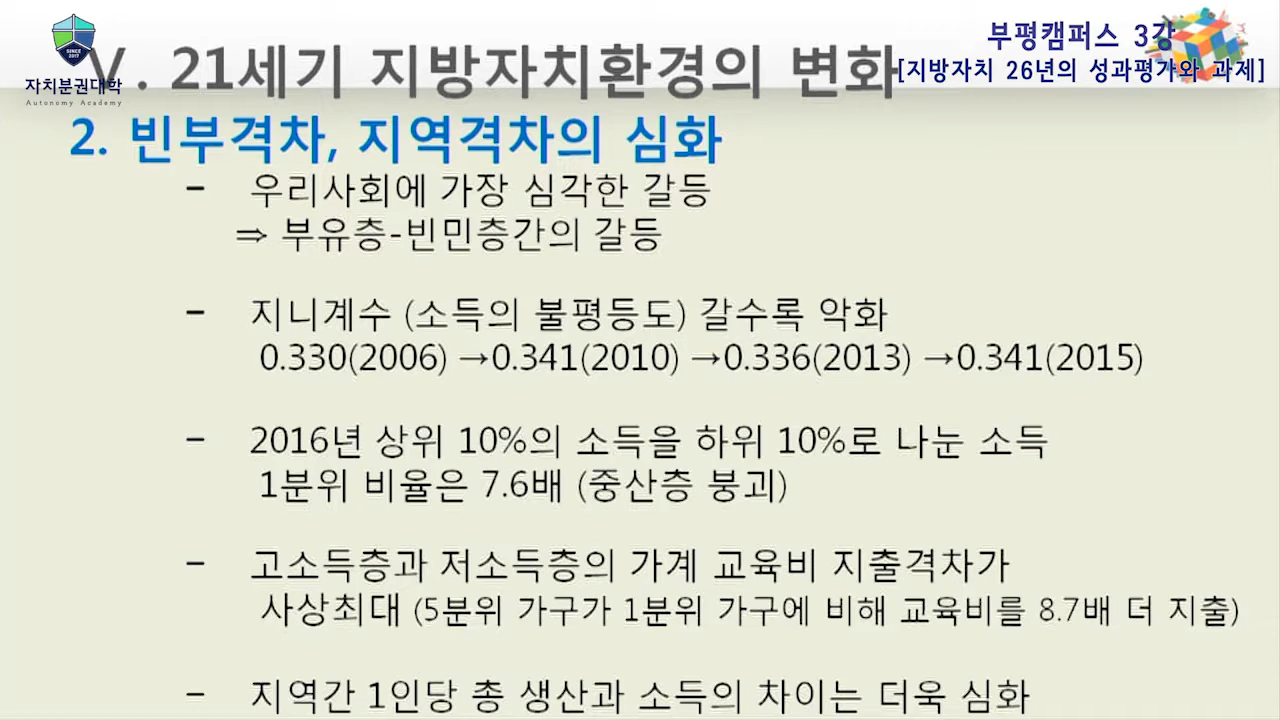 부평캠퍼스 3강
[지방자치 26년의 성과평가와 과제]
SINCE
2017
자치분권대학
Autonomy Academy
Ⅴ. 21세기 지방자치환경의 변화
2. 빈부격차, 지역격차의 심화
- 우리사회에 가장 심각한 갈등
⇒ 부유층-빈민층간의 갈등
- 지니계수 (소득의 불평등도) 갈수록 악화
0.330(2006) →0.341(2010) →0.336(2013) →0.341(2015)
- 2016년 상위 10%의 소득을 하위 10%로 나눈 소득
1분위 비율은 7.6배 (중산층 붕괴)
- 고소득층과 저소득층의 가계 교육비 지출격차가
사상최대 (5분위 가구가 1분위 가구에 비해 교육비를 8.7배 더 지출)
- 지역간 1인당 총 생산과 소득의 차이는 더욱 심화